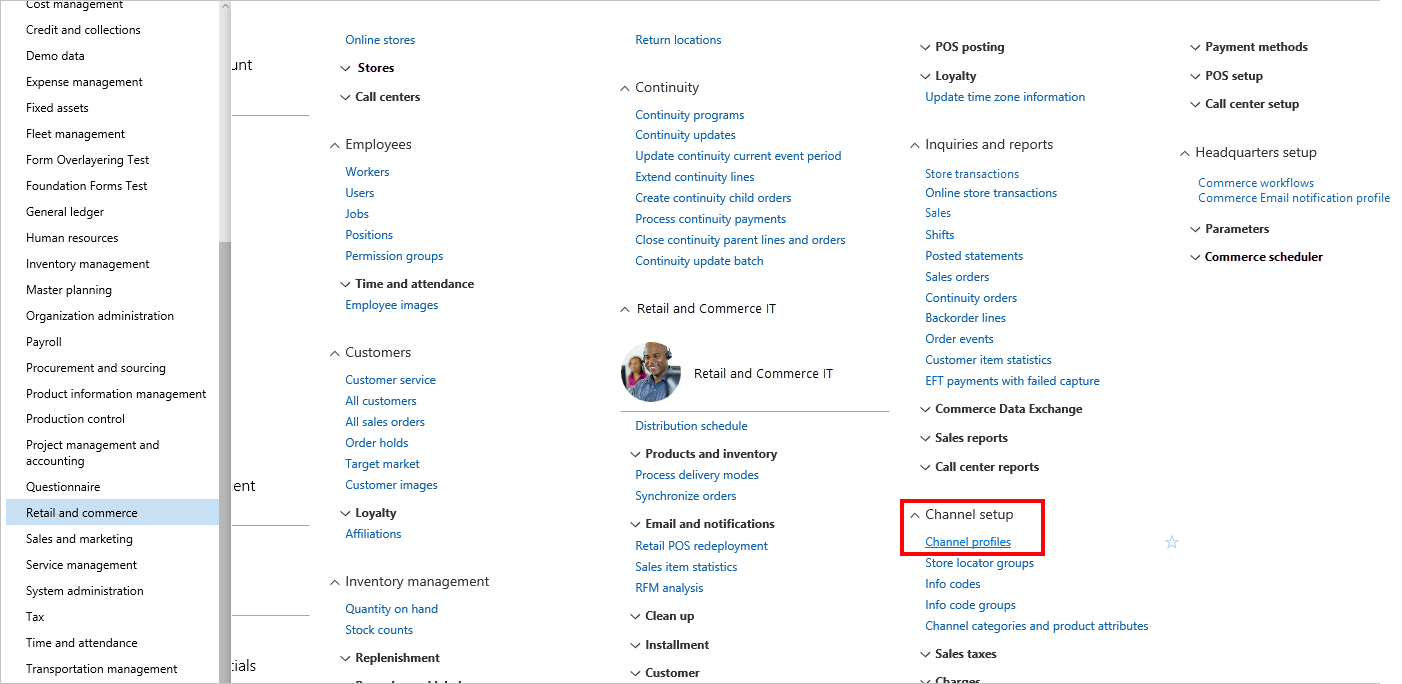 Cost management
Credit and collections
Demo data
Expense management
Fixed assets
Fleet management
Form Overlayering Test
Foundation Forms Test
General ledger
Human resources
Inventory management
Master planning
Organization administration
Payroll
Procurement and sourcing
Product information management
Production control
Project management and
accounting
Questionnaire
Retail and commerce
Sales and marketing
Service management
System administration
Tax
Time and attendance
Transportation management
unt
ent
cials
Online stores
Stores
Call centers
Employees
Workers
Users
Jobs
Positions
Permission groups
Time and attendance
Employee images
Customers
Customer service
All customers
All sales orders
Order holds
Target market
Customer images
Loyalty
Affiliations
Inventory management
Quantity on hand
Stock counts
Replenishment
Return locations
Continuity
Continuity programs
Continuity updates
Update continuity current event period
Extend continuity lines
Create continuity child orders
Process continuity payments
Close continuity parent lines and orders
Continuity update batch
Retail and Commerce IT
Retail and Commerce IT
Distribution schedule
Products and inventory
Process delivery modes
Synchronize orders
Email and notifications
Retail POS redeployment
Sales item statistics
RFM analysis
Clean up
Installment
Customer
POS posting
Loyalty
Update time zone information
Inquiries and reports
Store transactions
Online store transactions
Sales
Shifts
Posted statements
Sales orders
Continuity orders
Backorder lines
Order events
Customer item statistics
EFT payments with failed capture
Commerce Data Exchange
Sales reports
Call center reports
Channel setup
Channel profiles
Store locator groups
Info codes
Info code groups
Channel categories and product attributes
Sales taxes
Charges
Payment methods
POS setup
Call center setup
Headquarters setup
Commerce workflows
Commerce Email notification profile
Parameters
Commerce scheduler